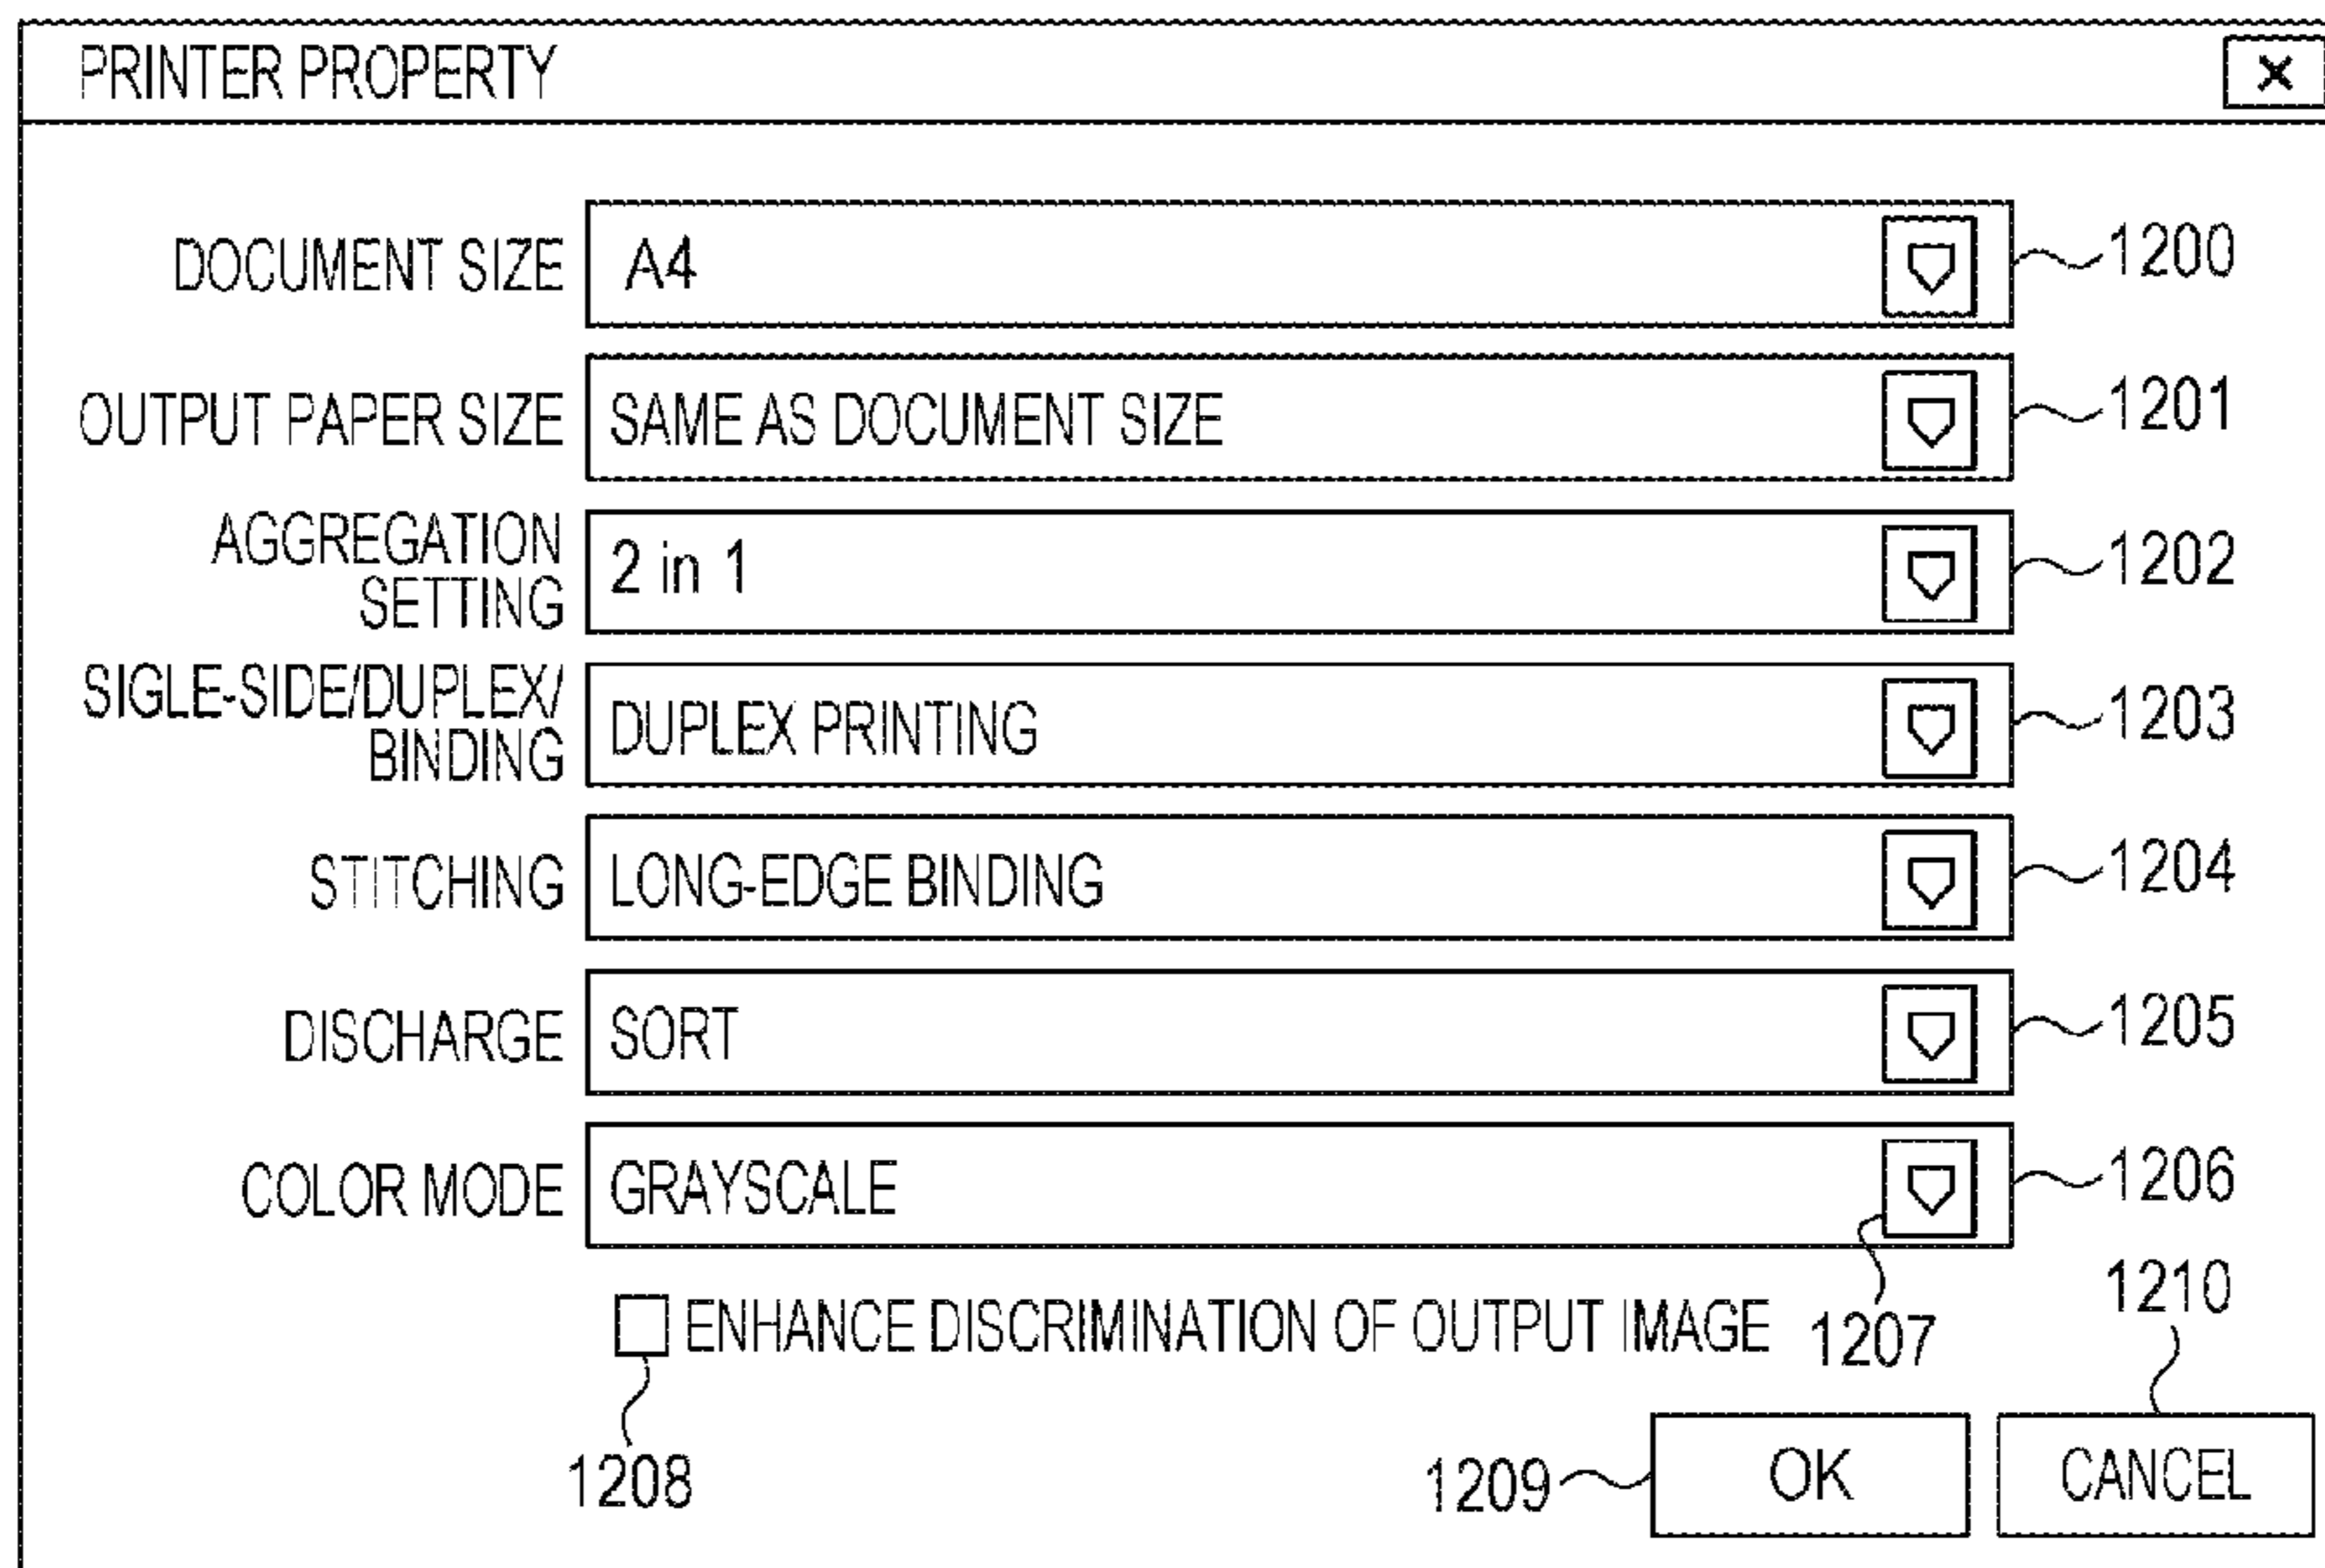 PRINTER PROPERTY ×
DOCUMENT SIZE A4 1200
OUTPUT PAPER SIZE SAME AS DOCUMENT SIZE 1201
AGGREGATION
SETTING 2 in 1 1202
SIGLE-SIDE/DUPLEX/
BINDING DUPLEX PRINTING 1203
STITCHING LONG-EDGE BINDING 1204
DISCHARGE SORT 1205
COLOR MODE GRAYSCALE 1206
ENHANCE DISCRIMINATION OF OUTPUT IMAGE 1207 1210
1208 1209 OK CANCEL